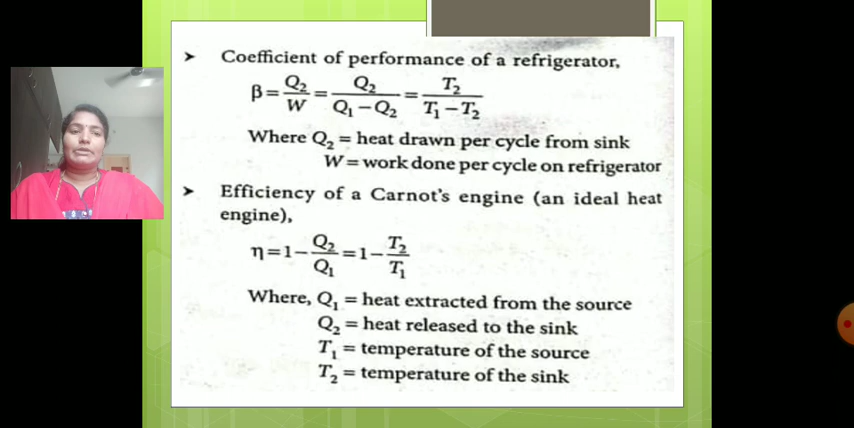 ➤ Coefficient of performance of a refrigerator,
β = Q₂/W = Q₂/(Q₁ – Q₂) = T₂/(T₁ – T₂)
Where Q₂ = heat drawn per cycle from sink
W = work done per cycle on refrigerator
➤ Efficiency of a Carnot's engine (an ideal heat
engine),
η = 1 – Q₂/Q₁ = 1 – T₂/T₁
Where, Q₁ = heat extracted from the source
Q₂ = heat released to the sink
T₁ = temperature of the source
T₂ = temperature of the sink